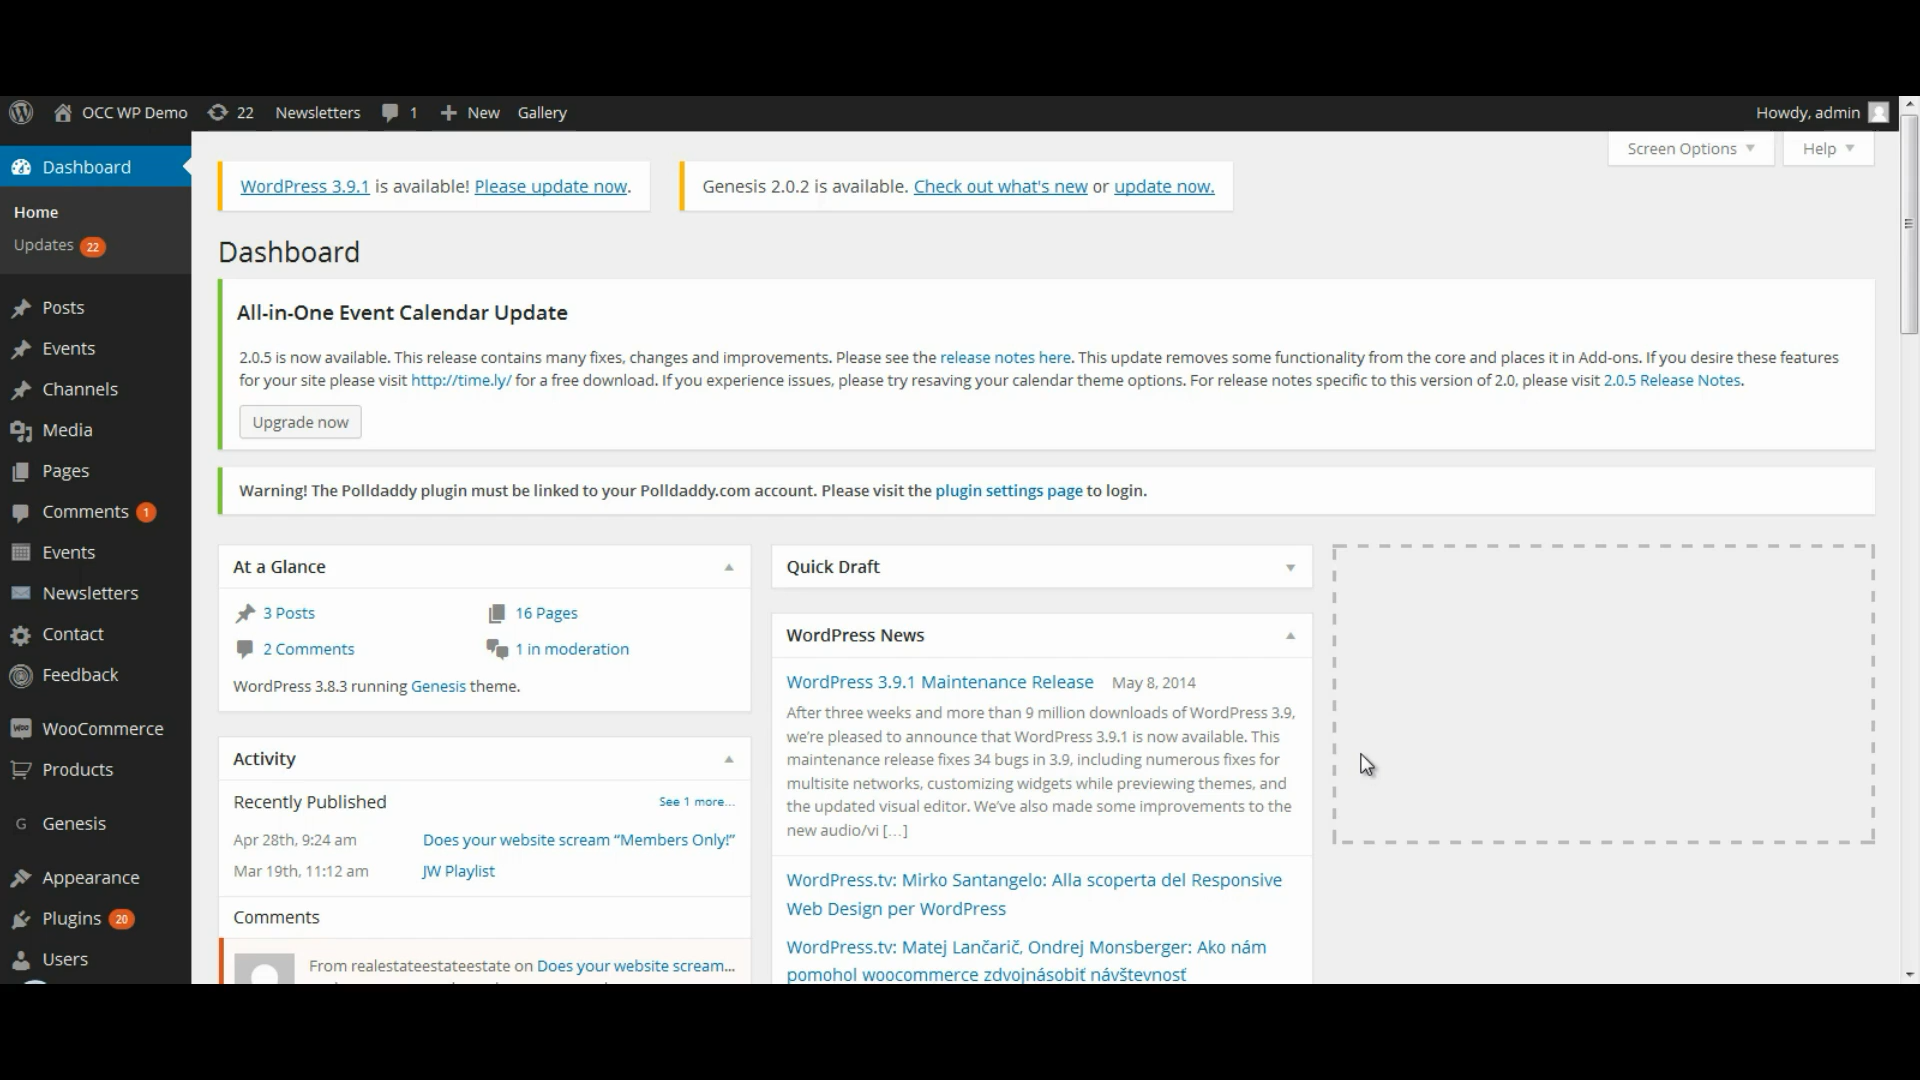 OCC WP Demo 22 Newsletters 1 New Gallery Howdy, admin
Screen Options Help
Dashboard
Home
Updates 22
Posts
Events
Channels
Media
Pages
Comments 1
Events
Newsletters
Contact
Feedback
WooCommerce
Products
G Genesis
Appearance
Plugins 20
Users
WordPress 3.9.1 is available! Please update now.
Genesis 2.0.2 is available. Check out what's new or update now.
Dashboard
All-in-One Event Calendar Update
2.0.5 is now available. This release contains many fixes, changes and improvements. Please see the release notes here. This update removes some functionality from the core and places it in Add-ons. If you desire these features
for your site please visit http://time.ly/ for a free download. If you experience issues, please try resaving your calendar theme options. For release notes specific to this version of 2.0, please visit 2.0.5 Release Notes.
Upgrade now
Warning! The Polldaddy plugin must be linked to your Polldaddy.com account. Please visit the plugin settings page to login.
At a Glance
3 Posts 16 Pages
2 Comments 1 in moderation
WordPress 3.8.3 running Genesis theme.
Activity
Recently Published See 1 more...
Apr 28th, 9:24 am Does your website scream “Members Only!”
Mar 19th, 11:12 am JW Playlist
Comments
From realestateestateestate on Does your website scream...
Quick Draft
WordPress News
WordPress 3.9.1 Maintenance Release May 8, 2014
After three weeks and more than 9 million downloads of WordPress 3.9,
we’re pleased to announce that WordPress 3.9.1 is now available. This
maintenance release fixes 34 bugs in 3.9, including numerous fixes for
multisite networks, customizing widgets while previewing themes, and
the updated visual editor. We’ve also made some improvements to the
new audio/vi […]
WordPress.tv: Mirko Santangelo: Alla scoperta del Responsive
Web Design per WordPress
WordPress.tv: Matej Lančarič, Ondrej Monsberger: Ako nám
pomohol woocommerce zdvojnásobiť návštevnosť